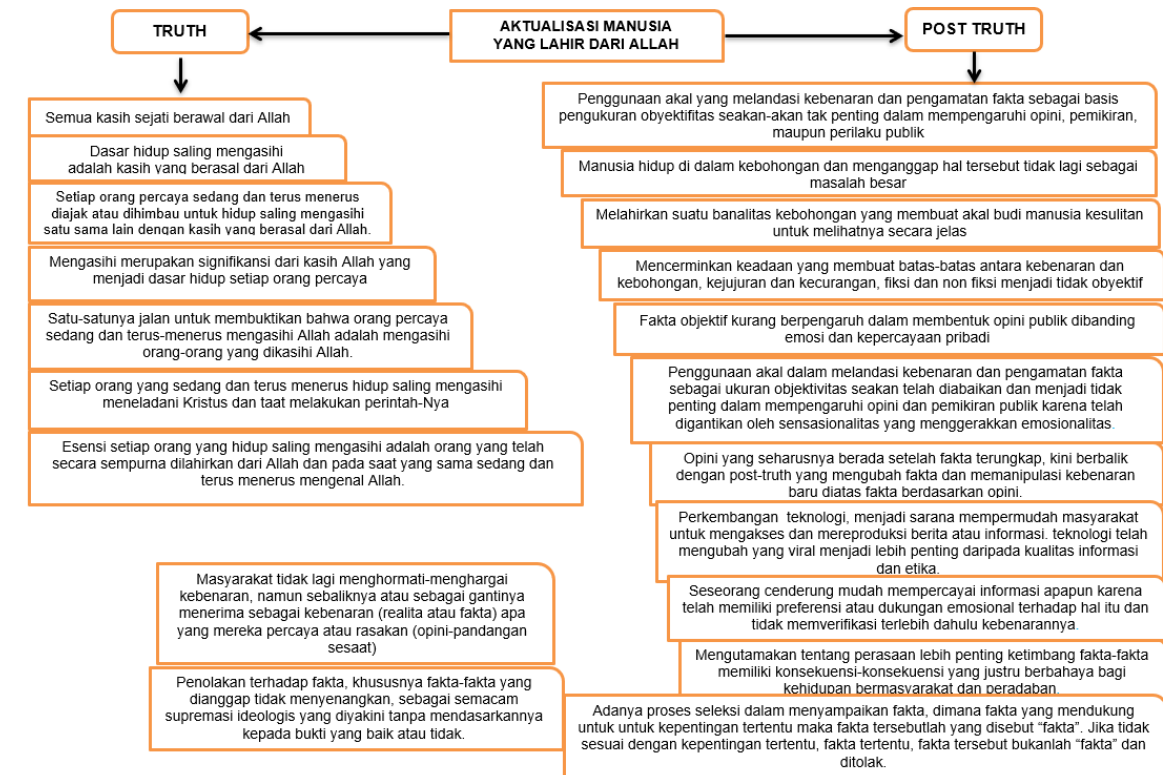 TRUTH
AKTUALISASI MANUSIA
YANG LAHIR DARI ALLAH
POST TRUTH
Semua kasih sejati berawal dari Allah
Dasar hidup saling mengasihi
adalah kasih yang berasal dari Allah
Setiap orang percaya sedang dan terus menerus
diajak atau dihimbau untuk hidup saling mengasihi
satu sama lain dengan kasih yang berasal dari Allah.
Mengasihi merupakan signifikansi dari kasih Allah yang
menjadi dasar hidup setiap orang percaya
Satu-satunya jalan untuk membuktikan bahwa orang percaya
sedang dan terus-menerus mengasihi Allah adalah mengasihi
orang-orang yang dikasihi Allah.
Setiap orang yang sedang dan terus menerus hidup saling mengasihi
meneladani Kristus dan taat melakukan perintah-Nya
Esensi setiap orang yang hidup saling mengasihi adalah orang yang telah
secara sempurna dilahirkan dari Allah dan pada saat yang sama sedang dan
terus menerus mengenal Allah.
Penggunaan akal yang melandasi kebenaran dan pengamatan fakta sebagai basis
pengukuran obyektifitas seakan-akan tak penting dalam mempengaruhi opini, pemikiran,
maupun perilaku publik
Manusia hidup di dalam kebohongan dan menganggap hal tersebut tidak lagi sebagai
masalah besar
Melahirkan suatu banalitas kebohongan yang membuat akal budi manusia kesulitan
untuk melihatnya secara jelas
Mencerminkan keadaan yang membuat batas-batas antara kebenaran dan
kebohongan, kejujuran dan kecurangan, fiksi dan non fiksi menjadi tidak obyektif
Fakta objektif kurang berpengaruh dalam membentuk opini publik dibanding
emosi dan kepercayaan pribadi
Penggunaan akal dalam melandasi kebenaran dan pengamatan fakta
sebagai ukuran objektivitas seakan telah diabaikan dan menjadi tidak
penting dalam mempengaruhi opini dan pemikiran publik karena telah
digantikan oleh sensasionalitas yang menggerakkan emosionalitas.
Opini yang seharusnya berada setelah fakta terungkap, kini berbalik
dengan post-truth yang mengubah fakta dan memanipulasi kebenaran
baru diatas fakta berdasarkan opini.
Perkembangan teknologi, menjadi sarana mempermudah masyarakat
untuk mengakses dan mereproduksi berita atau informasi. teknologi telah
mengubah yang viral menjadi lebih penting daripada kualitas informasi
dan etika.
Seseorang cenderung mudah mempercayai informasi apapun karena
telah memiliki preferensi atau dukungan emosional terhadap hal itu dan
tidak memverifikasi terlebih dahulu kebenarannya.
Mengutamakan tentang perasaan lebih penting ketimbang fakta-fakta
memiliki konsekuensi-konsekuensi yang justru berbahaya bagi
kehidupan bermasyarakat dan peradaban.
Adanya proses seleksi dalam menyampaikan fakta, dimana fakta yang mendukung
untuk untuk kepentingan tertentu maka fakta tersebutlah yang disebut “fakta”. Jika tidak
sesuai dengan kepentingan tertentu, fakta tertentu, fakta tersebut bukanlah “fakta” dan
ditolak.
Masyarakat tidak lagi menghormati-menghargai
kebenaran, namun sebaliknya atau sebagai gantinya
menerima sebagai kebenaran (realita atau fakta) apa
yang mereka percaya atau rasakan (opini-pandangan
sesaat)
Penolakan terhadap fakta, khususnya fakta-fakta yang
dianggap tidak menyenangkan, sebagai semacam
supremasi ideologis yang diyakini tanpa mendasarkannya
kepada bukti yang baik atau tidak.